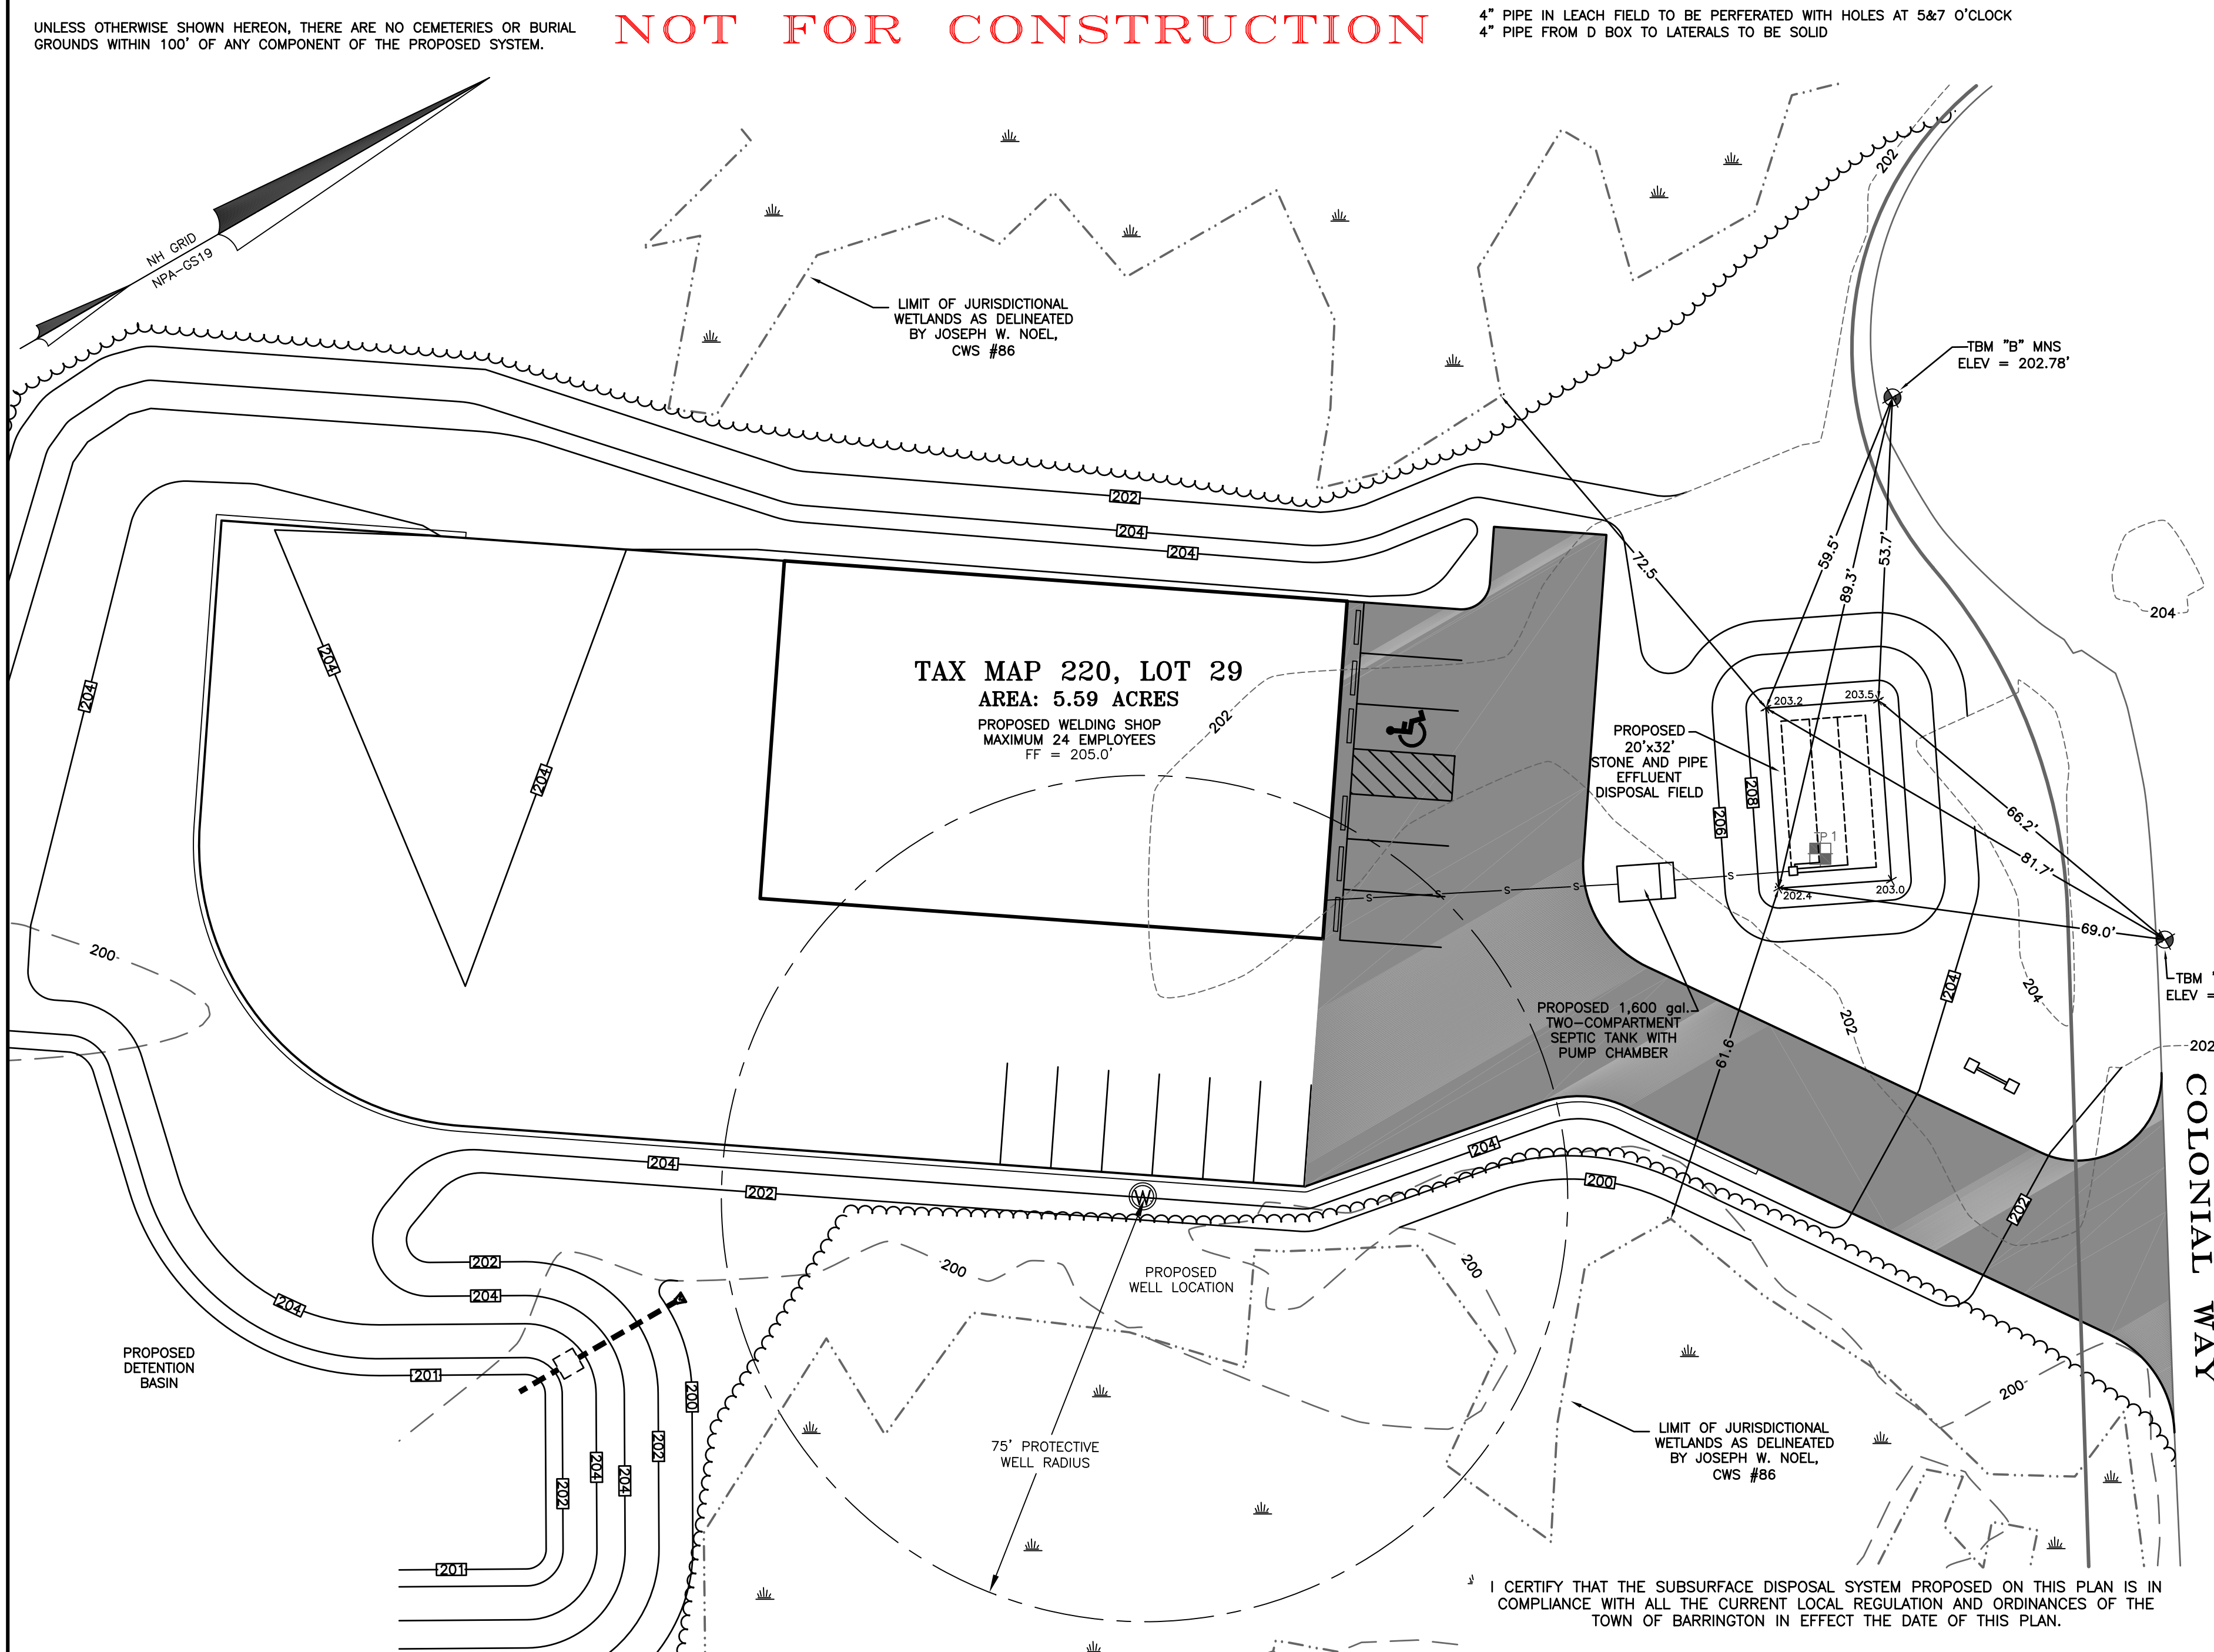 UNLESS OTHERWISE SHOWN HEREON, THERE ARE NO CEMETERIES OR BURIAL
GROUNDS WITHIN 100' OF ANY COMPONENT OF THE PROPOSED SYSTEM.
NOT FOR CONSTRUCTION
4" PIPE IN LEACH FIELD TO BE PERFERATED WITH HOLES AT 5&7 O'CLOCK
4" PIPE FROM D BOX TO LATERALS TO BE SOLID
NH GRID
NPA-GS19
202
LIMIT OF JURISDICTIONAL
WETLANDS AS DELINEATED
BY JOSEPH W. NOEL,
CWS #86
TBM "B" MNS
ELEV = 202.78'
202
204
204
72.5
59.5'
89.3'
53.7'
204
204
204
204
TAX MAP 220, LOT 29
AREA: 5.59 ACRES
PROPOSED WELDING SHOP
MAXIMUM 24 EMPLOYEES
FF = 205.0'
202
203.2
203.5
PROPOSED
20'x32'
STONE AND PIPE
EFFLUENT
DISPOSAL FIELD
206
208
TP 1
66.2'
81.7'
69.0'
202.4
203.0
S
S
S
S
S
200
TBM "
ELEV =
204
204
202
202
PROPOSED 1,600 gal.
TWO-COMPARTMENT
SEPTIC TANK WITH
PUMP CHAMBER
61.6
COLONIAL WAY
204
202
204
200
202
W
202
204
204
200
200
PROPOSED
WELL LOCATION
PROPOSED
DETENTION
BASIN
201
200
202
204
204
202
201
200
75' PROTECTIVE
WELL RADIUS
LIMIT OF JURISDICTIONAL
WETLANDS AS DELINEATED
BY JOSEPH W. NOEL,
CWS #86
I CERTIFY THAT THE SUBSURFACE DISPOSAL SYSTEM PROPOSED ON THIS PLAN IS IN
COMPLIANCE WITH ALL THE CURRENT LOCAL REGULATION AND ORDINANCES OF THE
TOWN OF BARRINGTON IN EFFECT THE DATE OF THIS PLAN.